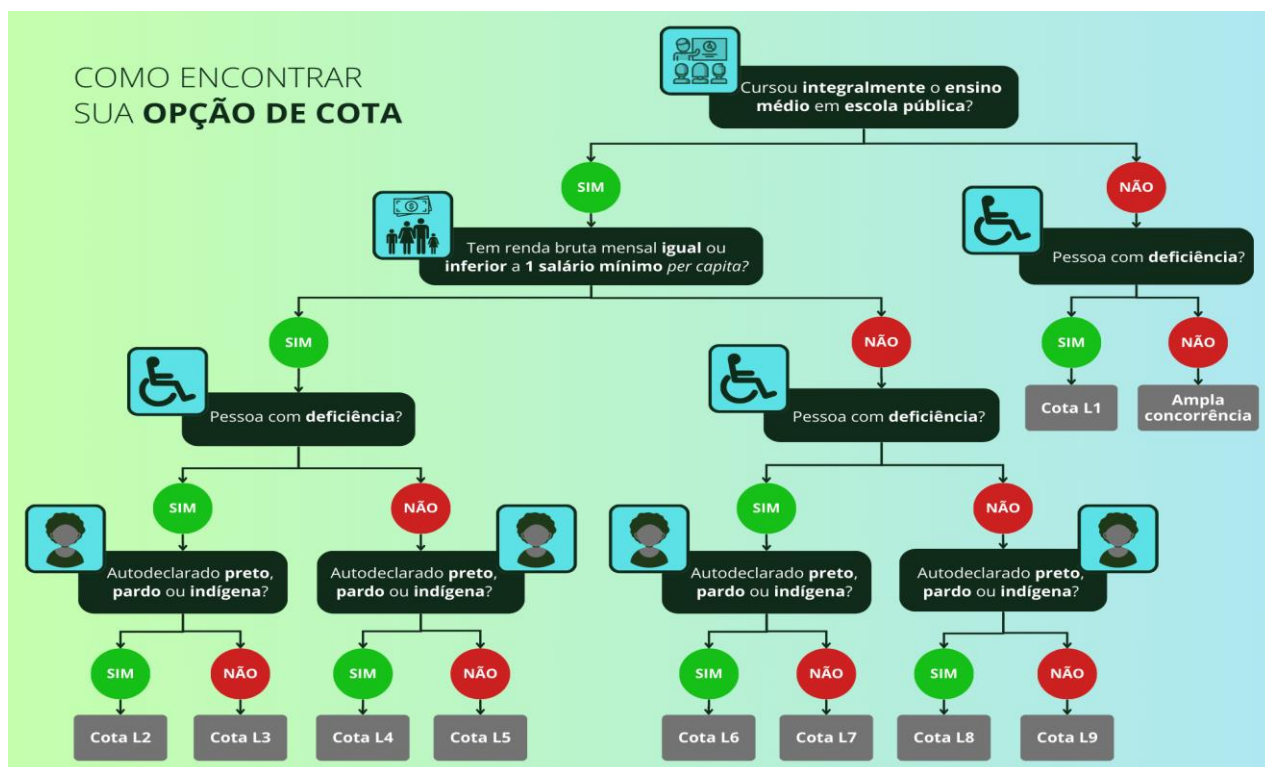 COMO ENCONTRAR
SUA OPÇÃO DE COTA
Cursou integralmente o ensino
médio em escola pública?
SIM
NÃO
Tem renda bruta mensal igual ou
inferior a 1 salário mínimo per capita?
Pessoa com deficiência?
SIM
NÃO
SIM
NÃO
Cota L1
Ampla
concorrência
Pessoa com deficiência?
Pessoa com deficiência?
SIM
NÃO
SIM
NÃO
Autodeclarado preto,
pardo ou indígena?
Autodeclarado preto,
pardo ou indígena?
Autodeclarado preto,
pardo ou indígena?
Autodeclarado preto,
pardo ou indígena?
SIM
NÃO
SIM
NÃO
SIM
NÃO
SIM
NÃO
Cota L2
Cota L3
Cota L4
Cota L5
Cota L6
Cota L7
Cota L8
Cota L9